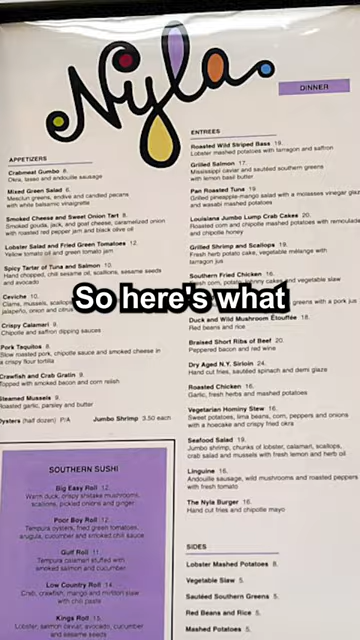 Nyla
DINNER
APPETIZERS
Crabmeat Gumbo 8.
Okra, tasso and andouille sausage
Mixed Green Salad 6.
Mesclun greens, endive and candied pecans
with white balsamic vinaigrette
Smoked Cheese and Sweet Onion Tart 8.
Smoked gouda, jack, and goat cheese, caramelized onion
with roasted red pepper jam and black olive oil
Lobster Salad and Fried Green Tomatoes 12.
Yellow tomato oil and green tomato jam
Spicy Tartar of Tuna and Salmon 10.
Hand chopped, chili sesame oil, scallions, sesame seeds
and avocado
Ceviche 10.
Clams, mussels, scallops
jalapeño, onion and citrus
Crispy Calamari 9.
Chipotle and saffron dipping sauces
Pork Taquitos 8.
Slow roasted pork, chipotle sauce and smoked cheese in
a crispy flour tortilla
Crawfish and Crab Gratin 9.
Topped with smoked bacon and corn relish
Steamed Mussels 9.
Roasted garlic, parsley and butter
Oysters (half dozen) P/A Jumbo Shrimp 3.50 each
SOUTHERN SUSHI
Big Easy Roll 12.
Warm duck, crispy shiitake mushrooms,
scallions, pickled onions and ginger
Poor Boy Roll 12.
Tempura oysters, fried green tomatoes,
arugula, cucumber and smoked chili sauce
Gulf Roll 11.
Tempura calamari stuffed with
smoked salmon and cucumber
Low Country Roll 14.
Crab, crawfish, mango and mirliton slaw
with chili paste
Kings Roll 15.
Lobster, salmon caviar, avocado, cucumber
and sesame seeds
ENTREES
Roasted Wild Striped Bass 19.
Lobster mashed potatoes with tarragon and saffron
Grilled Salmon 17.
Mississippi caviar and sautéed southern greens
with lemon basil butter
Pan Roasted Tuna 19.
Grilled pineapple-mango salad with a molasses vinegar glaze
and wasabi mashed potatoes
Louisiana Jumbo Lump Crab Cakes 20.
Roasted corn and chipotle mashed potatoes with remoulade
and chipotle honey
Grilled Shrimp and Scallops 19.
Fresh herb potato cake, vegetable mélange with
tarragon jus
Southern Fried Chicken 16.
corn, potato, johnny cakes and vegetable slaw
So here's what
greens with a pork jus
Duck and Wild Mushroom Etouffée 18.
Red beans and rice
Braised Short Ribs of Beef 20.
Peppered bacon and red wine
Dry Aged N.Y. Sirloin 24.
Hand cut fries, sautéed spinach and demi glaze
Roasted Chicken 16.
Garlic, fresh herbs and mashed potatoes
Vegetarian Hominy Stew 16.
Sweet potatoes, lima beans, corn, peppers and onions
with a hoecake and crispy fried okra
Seafood Salad 19.
Jumbo shrimp, chunks of lobster, calamari, scallops,
crab salad and mussels with fresh lemon and herb oil
Linguine 16.
Andouille sausage, wild mushrooms and roasted peppers
with fresh tomato
The Nyla Burger 16.
Hand cut fries and chipotle mayo
SIDES
Lobster Mashed Potatoes 8.
Vegetable Slaw 5.
Sautéed Southern Greens 5.
Red Beans and Rice 5.
Mashed Potatoes 5.